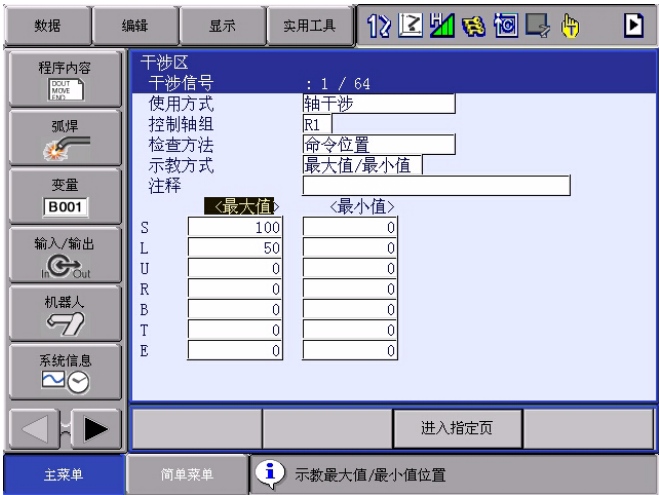 数据 编辑 显示 实用工具
程序内容
DOUT
MOVE
END
弧焊
变量
B001
输入/输出
In Out
机器人
系统信息
干涉区
干涉信号 : 1 / 64
使用方式 轴干涉
控制轴组 R1
检查方法 命令位置
示教方式 最大值/最小值
注释
<最大值> <最小值>
S 100 0
L 50 0
U 0 0
R 0 0
B 0 0
T 0 0
E 0 0
进入指定页
主菜单 简单菜单 示教最大值/最小值位置